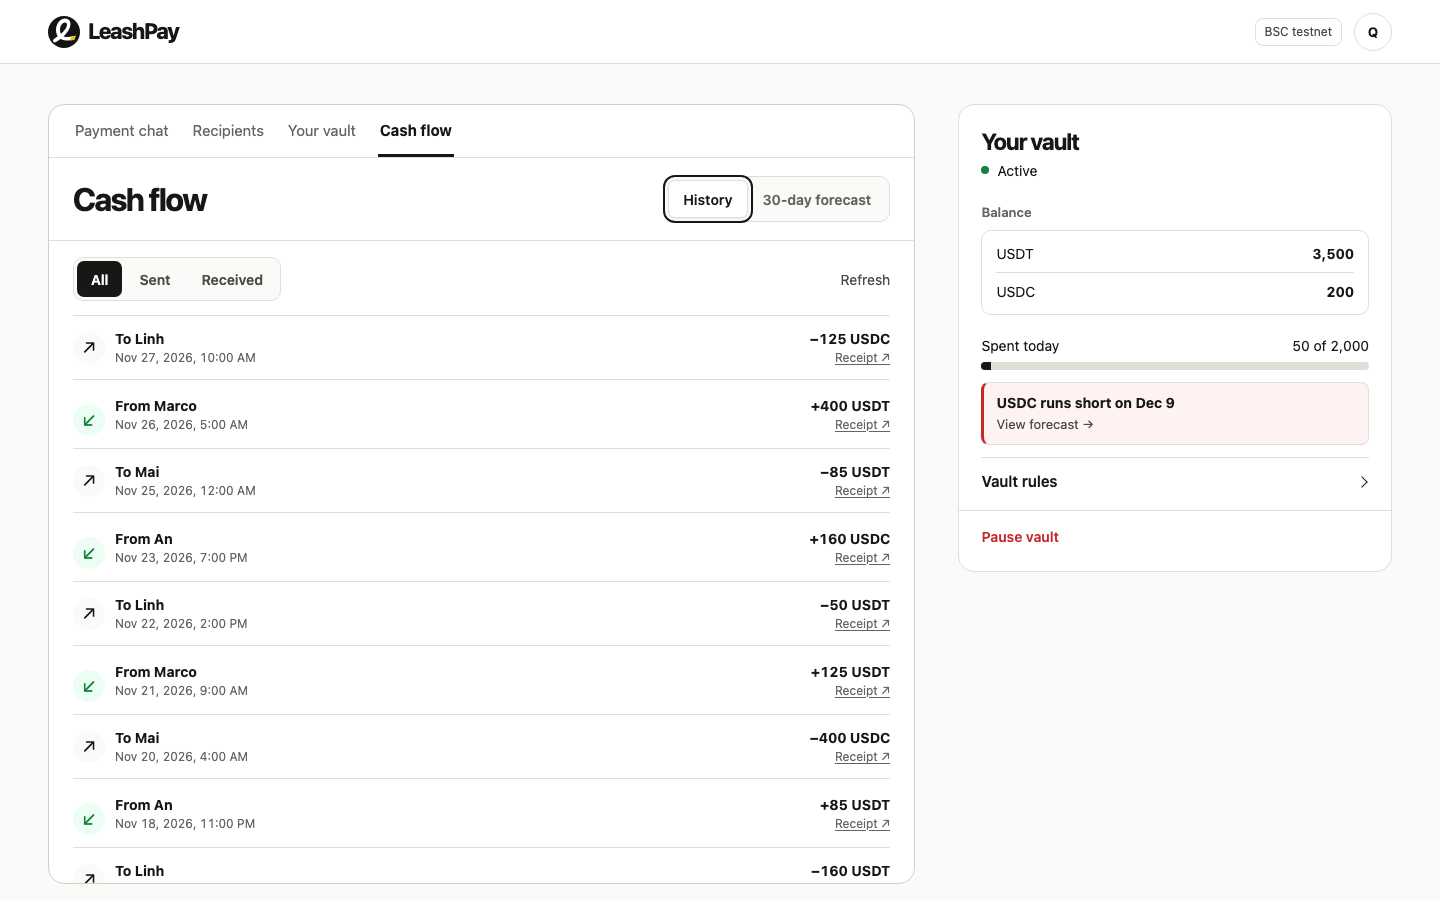 LeashPay
BSC testnet
Q
Payment chat
Recipients
Your vault
Cash flow
Cash flow
History
30-day forecast
All
Sent
Received
Refresh
To Linh
−125 USDC
Nov 27, 2026, 10:00 AM
Receipt ↗
From Marco
+400 USDT
Nov 26, 2026, 5:00 AM
Receipt ↗
To Mai
−85 USDT
Nov 25, 2026, 12:00 AM
Receipt ↗
From An
+160 USDC
Nov 23, 2026, 7:00 PM
Receipt ↗
To Linh
−50 USDT
Nov 22, 2026, 2:00 PM
Receipt ↗
From Marco
+125 USDT
Nov 21, 2026, 9:00 AM
Receipt ↗
To Mai
−400 USDC
Nov 20, 2026, 4:00 AM
Receipt ↗
From An
+85 USDT
Nov 18, 2026, 11:00 PM
Receipt ↗
To Linh
−160 USDT
Your vault
Active
Balance
USDT
3,500
USDC
200
Spent today
50 of 2,000
USDC runs short on Dec 9
View forecast →
Vault rules
Pause vault